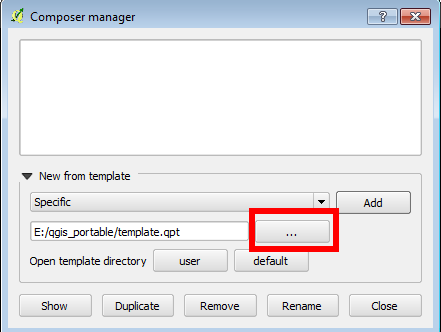 Composer manager
New from template
Specific
Add
E:/qgis_portable/template.qpt
...
Open template directory
user
default
Show
Duplicate
Remove
Rename
Close